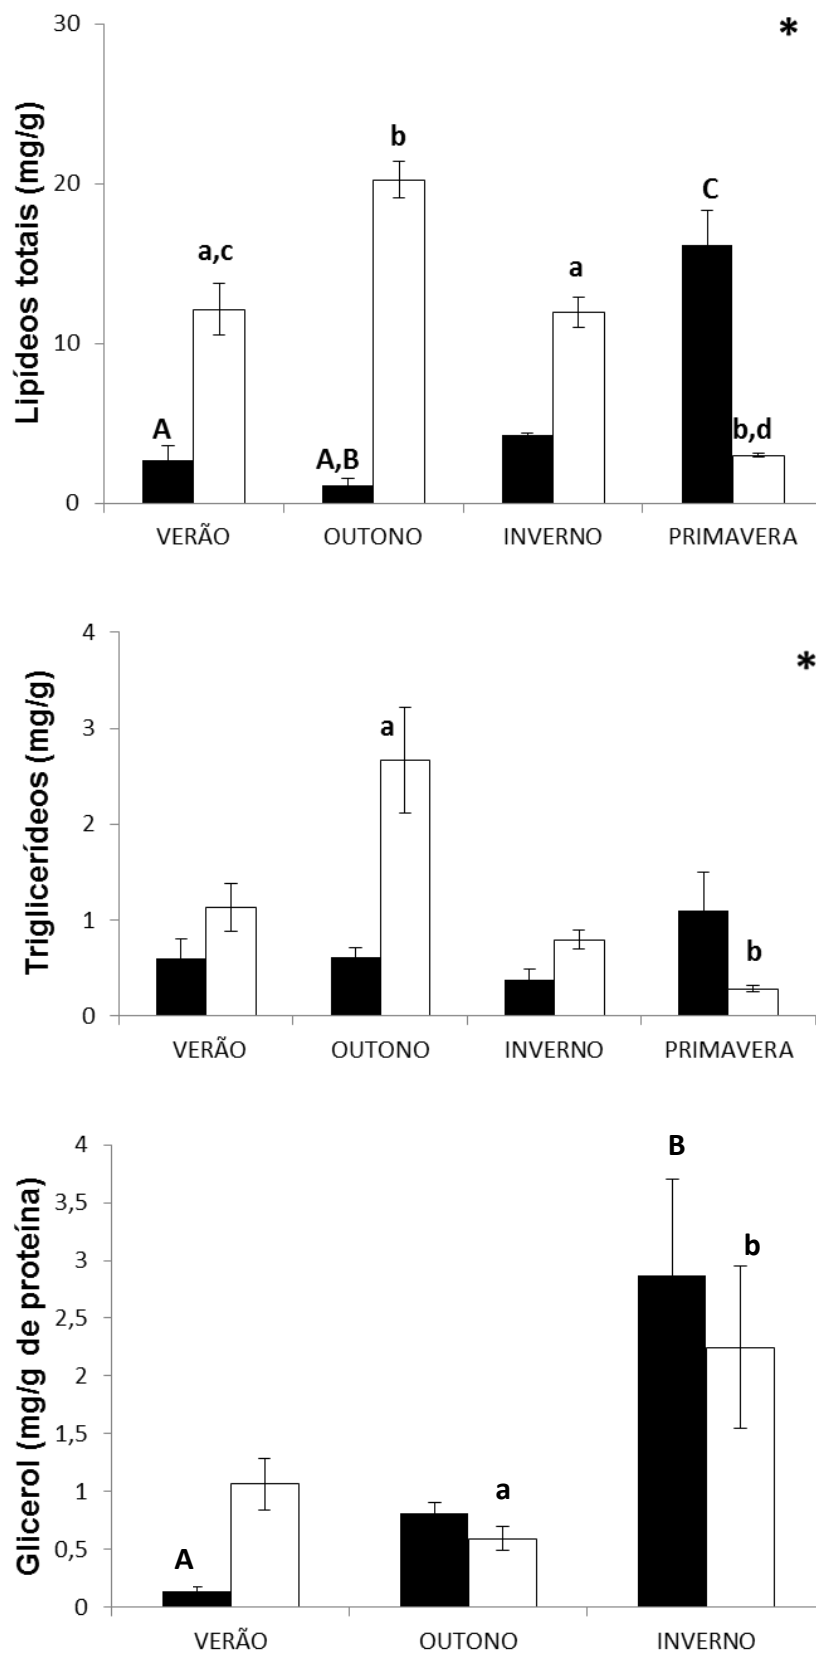 Lipídeos totais (mg/g)
30
20
10
0
*
A
a,c
A,B
b
a
C
b,d
VERÃO OUTONO INVERNO PRIMAVERA
Triglicerídeos (mg/g)
4
3
2
1
0
*
a
b
VERÃO OUTONO INVERNO PRIMAVERA
Glicerol (mg/g de proteína)
4
3,5
3
2,5
2
1,5
1
0,5
0
A
a
B
b
VERÃO OUTONO INVERNO